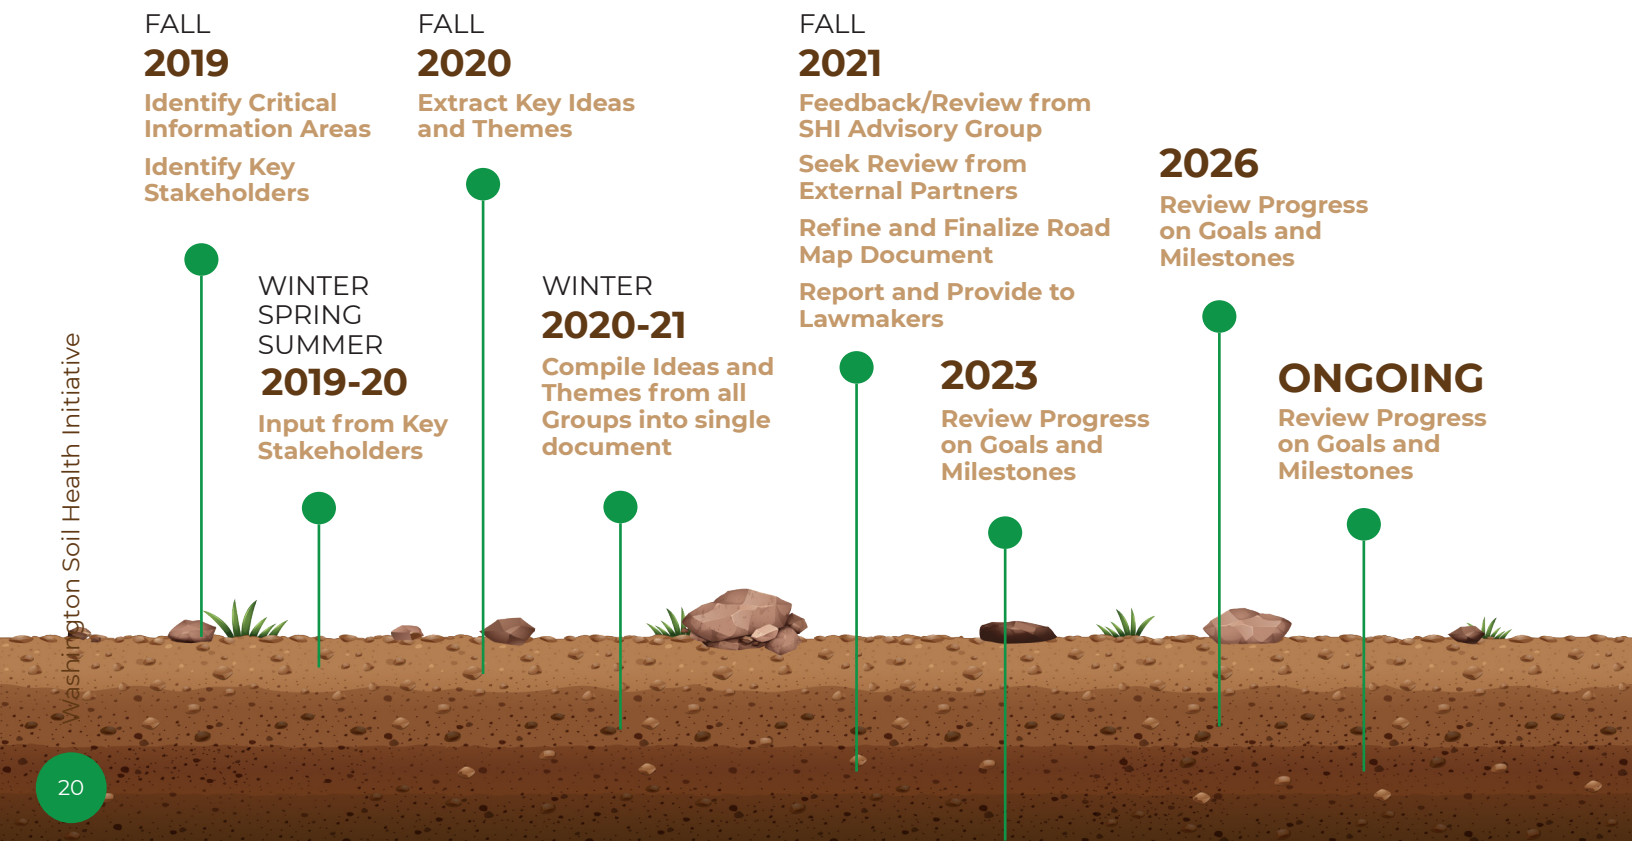 FALL
2019
Identify Critical
Information Areas
Identify Key
Stakeholders
WINTER
SPRING
SUMMER
2019-20
Input from Key
Stakeholders
FALL
2020
Extract Key Ideas
and Themes
WINTER
2020-21
Compile Ideas and
Themes from all
Groups into single
document
FALL
2021
Feedback/Review from
SHI Advisory Group
Seek Review from
External Partners
Refine and Finalize Road
Map Document
Report and Provide to
Lawmakers
2023
Review Progress
on Goals and
Milestones
2026
Review Progress
on Goals and
Milestones
ONGOING
Review Progress
on Goals and
Milestones
Washington Soil Health Initiative
20